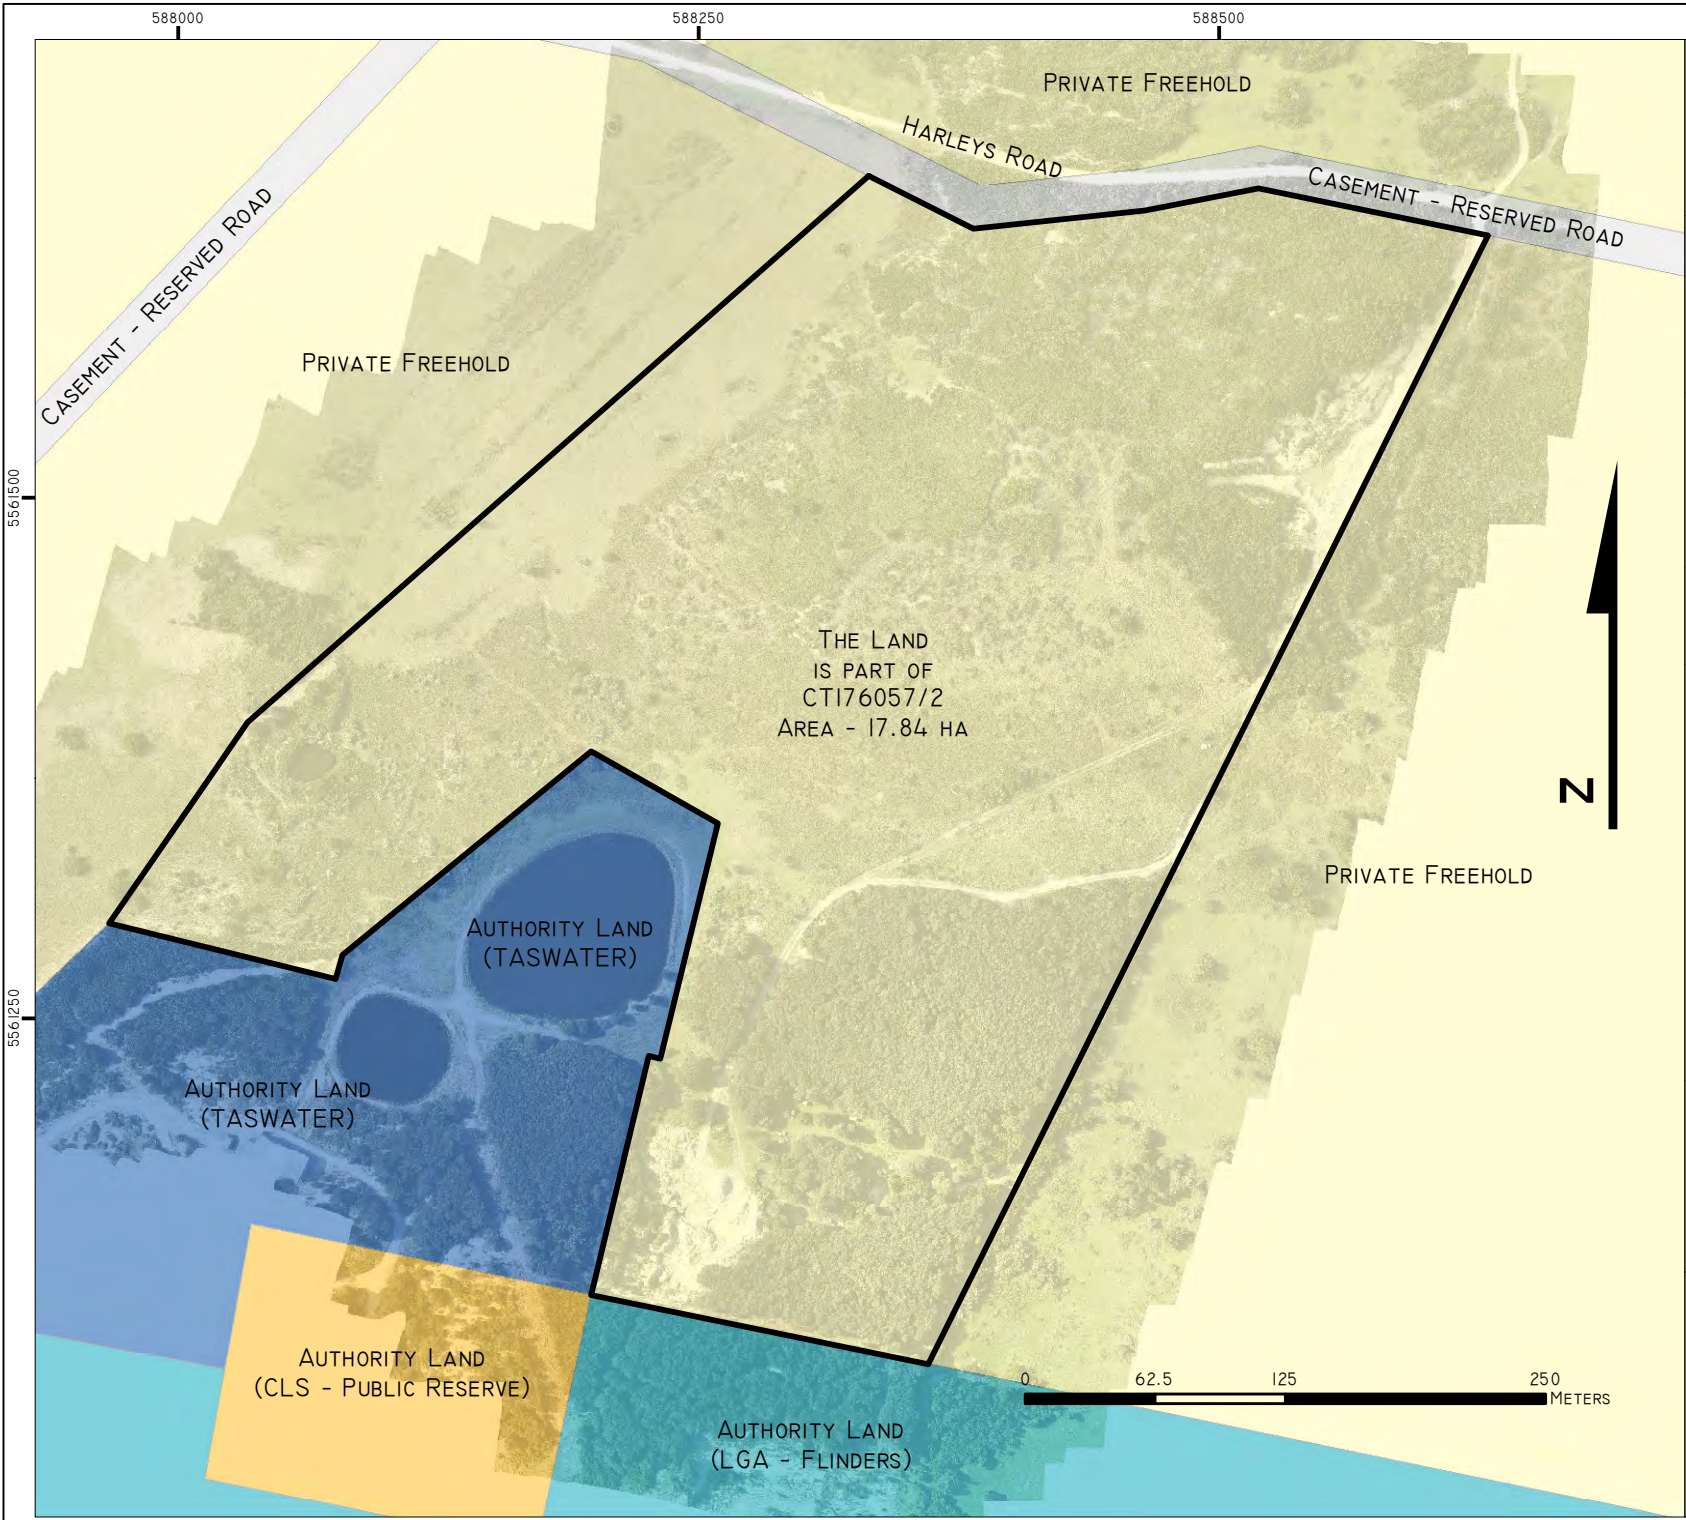 588000
588250
588500
Private Freehold
Harleys Road
Casement - Reserved Road
Casement - Reserved Road
Private Freehold
5561500
The Land
is part of
CT176057/2
Area - 17.84 ha
N
Private Freehold
Authority Land
(TASWATER)
5561250
Authority Land
(TASWATER)
Authority Land
(CLS - Public Reserve)
0 62.5 125 250
Meters
Authority Land
(LGA - Flinders)